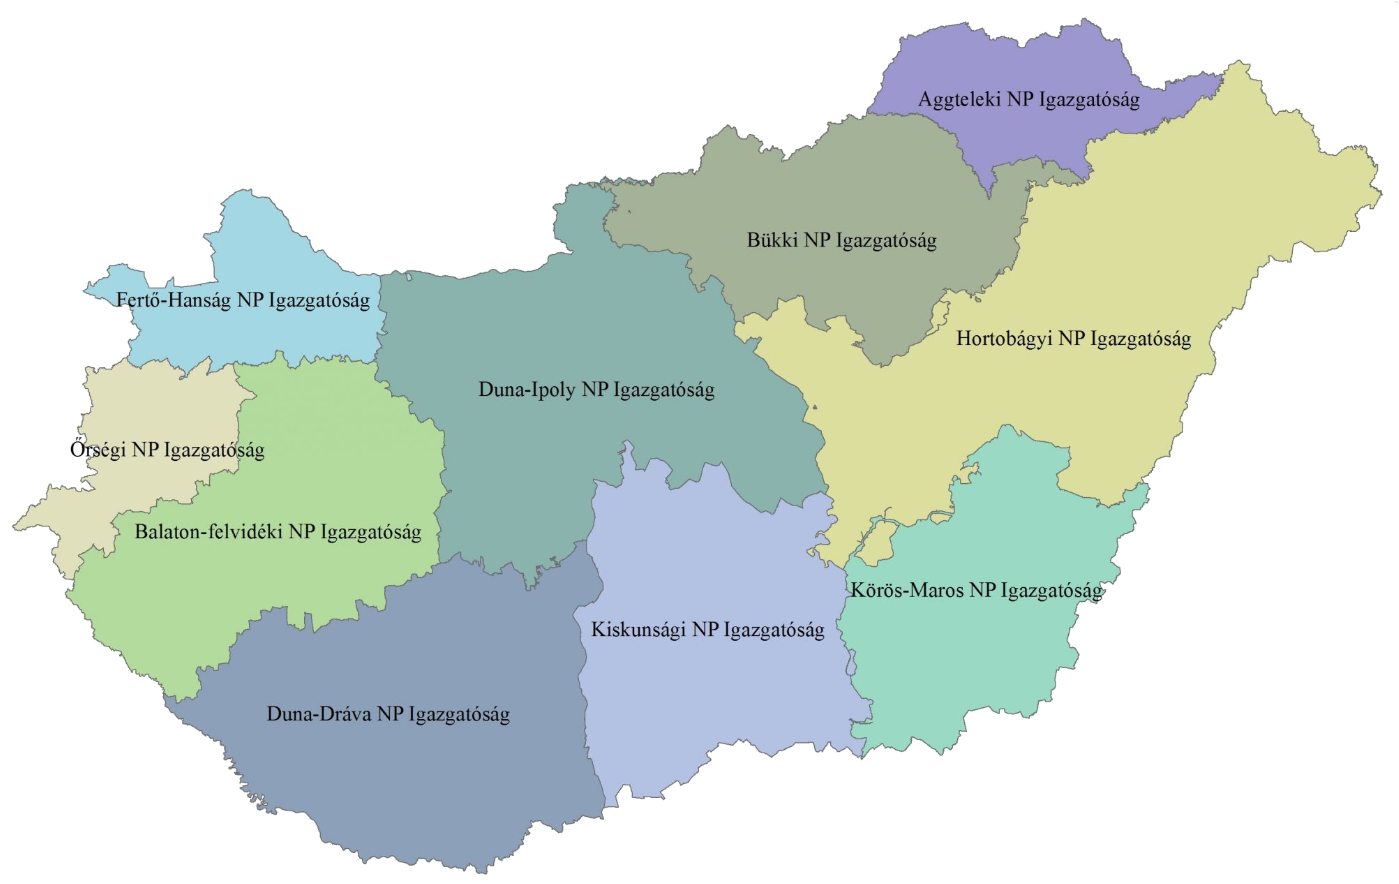 Aggteleki NP Igazgatóság
Bükki NP Igazgatóság
Fertő-Hanság NP Igazgatóság
Hortobágyi NP Igazgatóság
Duna-Ipoly NP Igazgatóság
Őrségi NP Igazgatóság
Balaton-felvidéki NP Igazgatóság
Körös-Maros NP Igazgatóság
Kiskunsági NP Igazgatóság
Duna-Dráva NP Igazgatóság